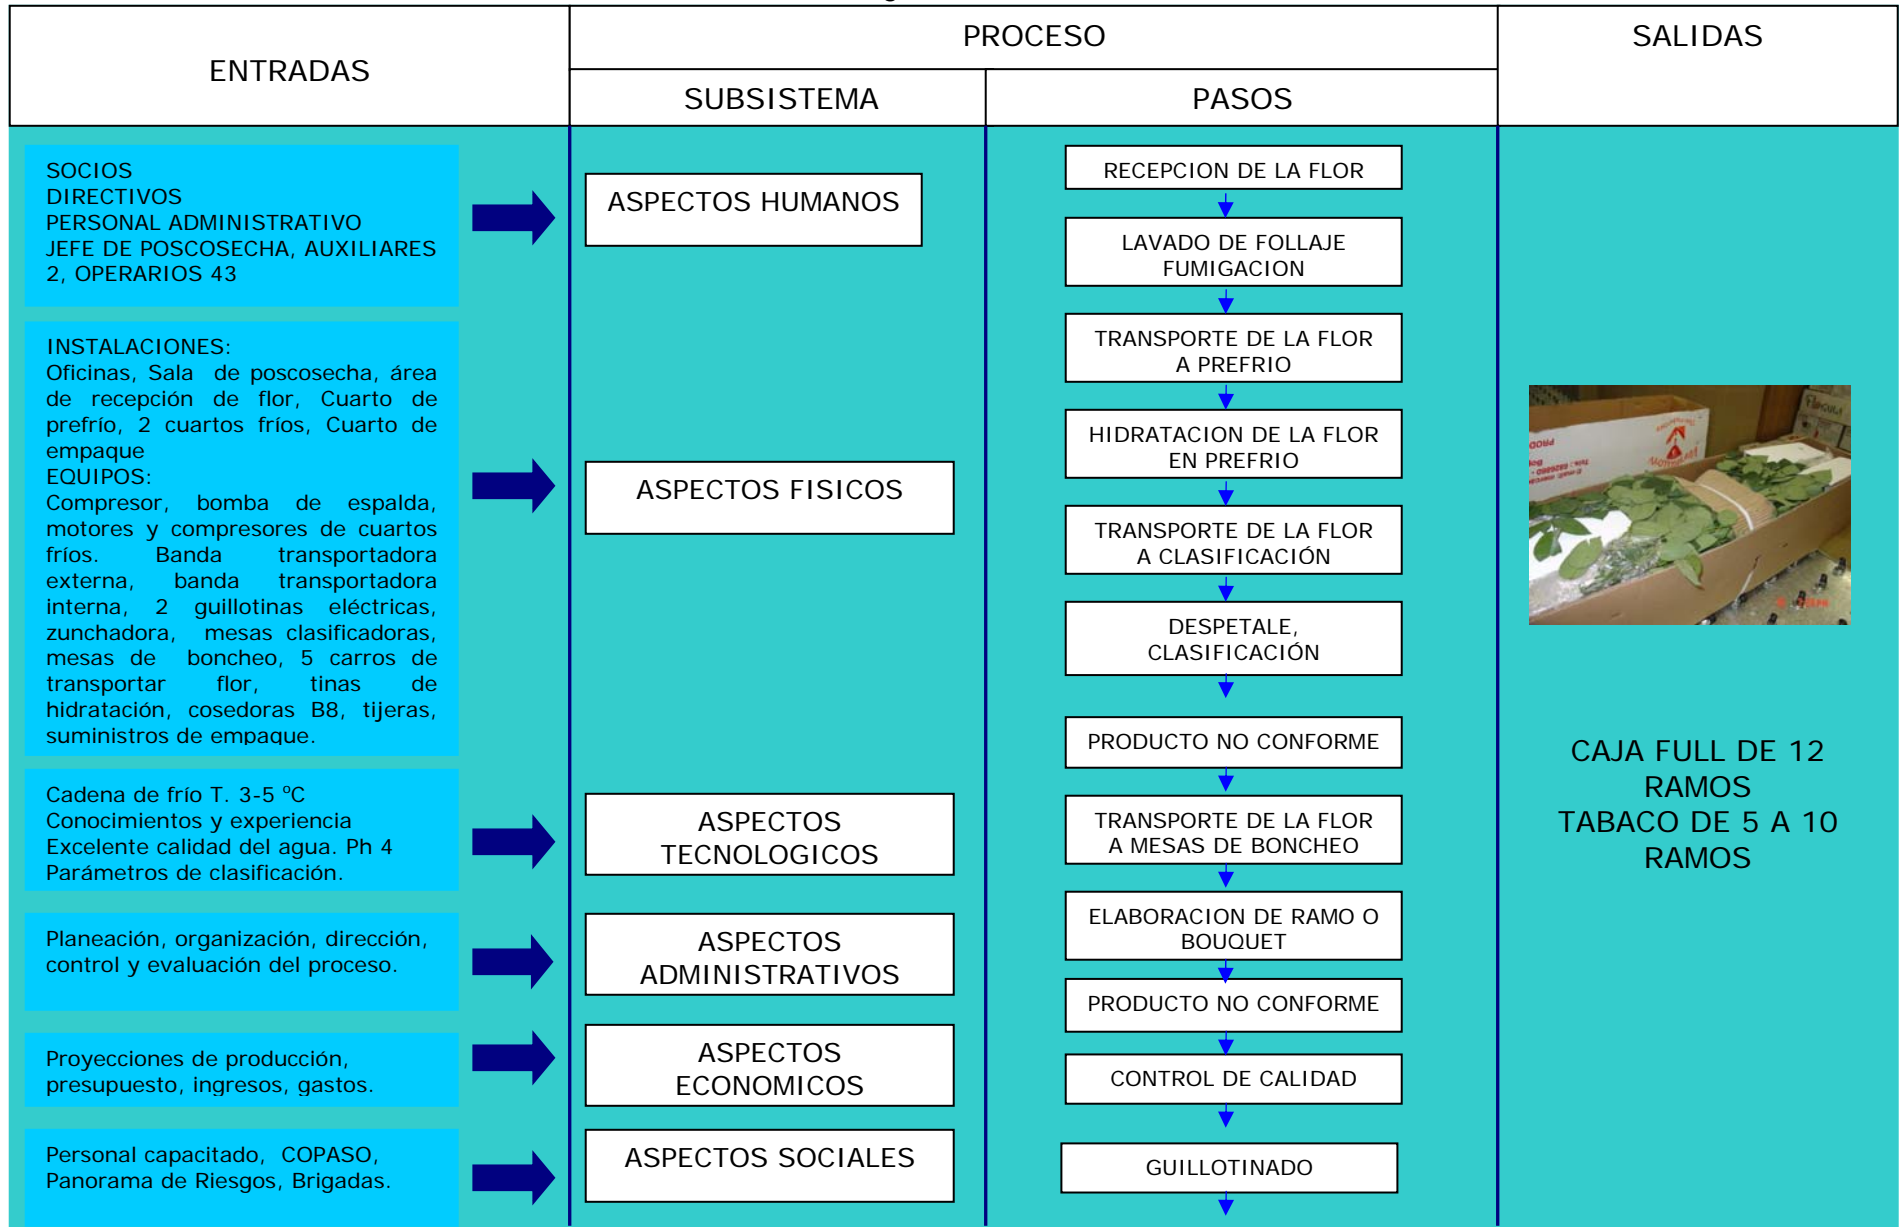 ENTRADAS
PROCESO
SALIDAS
SUBSISTEMA
PASOS
SOCIOS
DIRECTIVOS
PERSONAL ADMINISTRATIVO
JEFE DE POSCOSECHA, AUXILIARES
2, OPERARIOS 43
INSTALACIONES:
Oficinas, Sala de poscosecha, área
de recepción de flor, Cuarto de
prefrío, 2 cuartos fríos, Cuarto de
empaque
EQUIPOS:
Compresor, bomba de espalda,
motores y compresores de cuartos
fríos. Banda transportadora
externa, banda transportadora
interna, 2 guillotinas eléctricas,
zunchadora, mesas clasificadoras,
mesas de boncheo, 5 carros de
transportar flor, tinas de
hidratación, cosedoras B8, tijeras,
suministros de empaque.
Cadena de frío T. 3-5 ºC
Conocimientos y experiencia
Excelente calidad del agua. Ph 4
Parámetros de clasificación.
Planeación, organización, dirección,
control y evaluación del proceso.
Proyecciones de producción,
presupuesto, ingresos, gastos.
Personal capacitado, COPASO,
Panorama de Riesgos, Brigadas.
ASPECTOS HUMANOS
ASPECTOS FISICOS
ASPECTOS
TECNOLOGICOS
ASPECTOS
ADMINISTRATIVOS
ASPECTOS
ECONOMICOS
ASPECTOS SOCIALES
RECEPCION DE LA FLOR
LAVADO DE FOLLAJE
FUMIGACION
TRANSPORTE DE LA FLOR
A PREFRIO
HIDRATACION DE LA FLOR
EN PREFRIO
TRANSPORTE DE LA FLOR
A CLASIFICACIÓN
DESPETALE,
CLASIFICACIÓN
PRODUCTO NO CONFORME
TRANSPORTE DE LA FLOR
A MESAS DE BONCHEO
ELABORACION DE RAMO O
BOUQUET
PRODUCTO NO CONFORME
CONTROL DE CALIDAD
GUILLOTINADO
CAJA FULL DE 12
RAMOS
TABACO DE 5 A 10
RAMOS